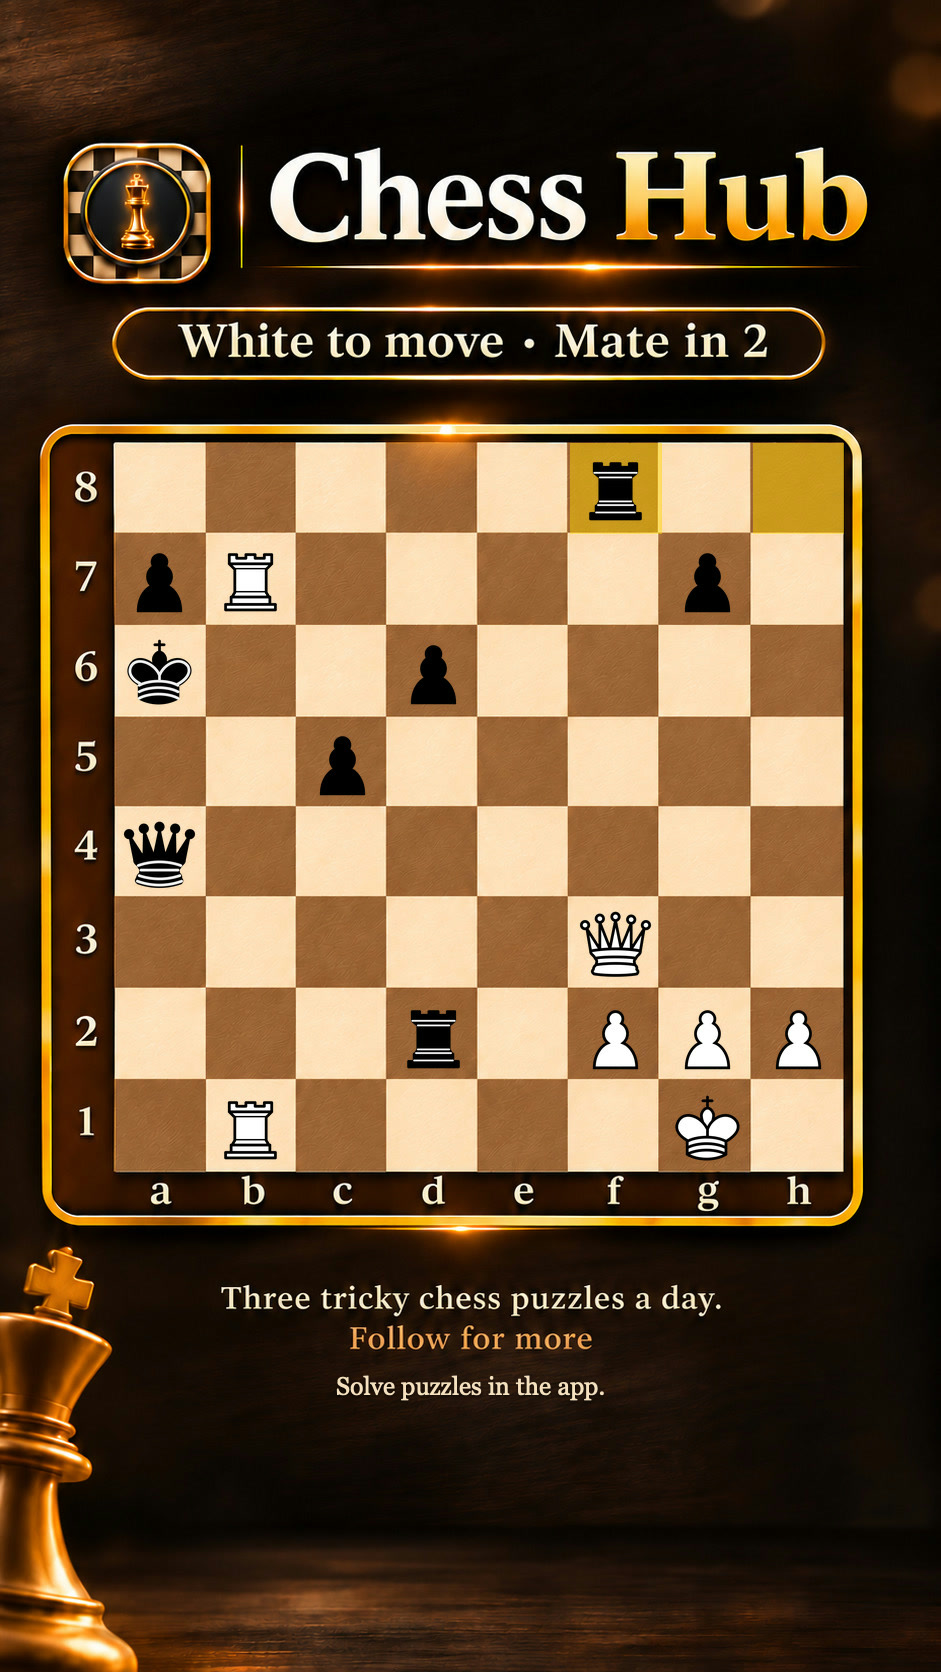 Chess Hub
White to move • Mate in 2
8
7
6
5
4
3
2
1
a b c d e f g h
Three tricky chess puzzles a day.
Follow for more
Solve puzzles in the app.